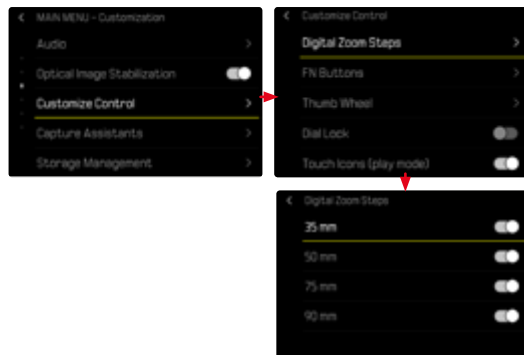 MAIN MENU - Customization
Audio
Optical Image Stabilization
Customize Control
Capture Assistants
Storage Management
Customize Control
Digital Zoom Steps
FN Buttons
Thumb Wheel
Dial Lock
Touch Icons (play mode)
Digital Zoom Steps
35 mm
50 mm
75 mm
90 mm